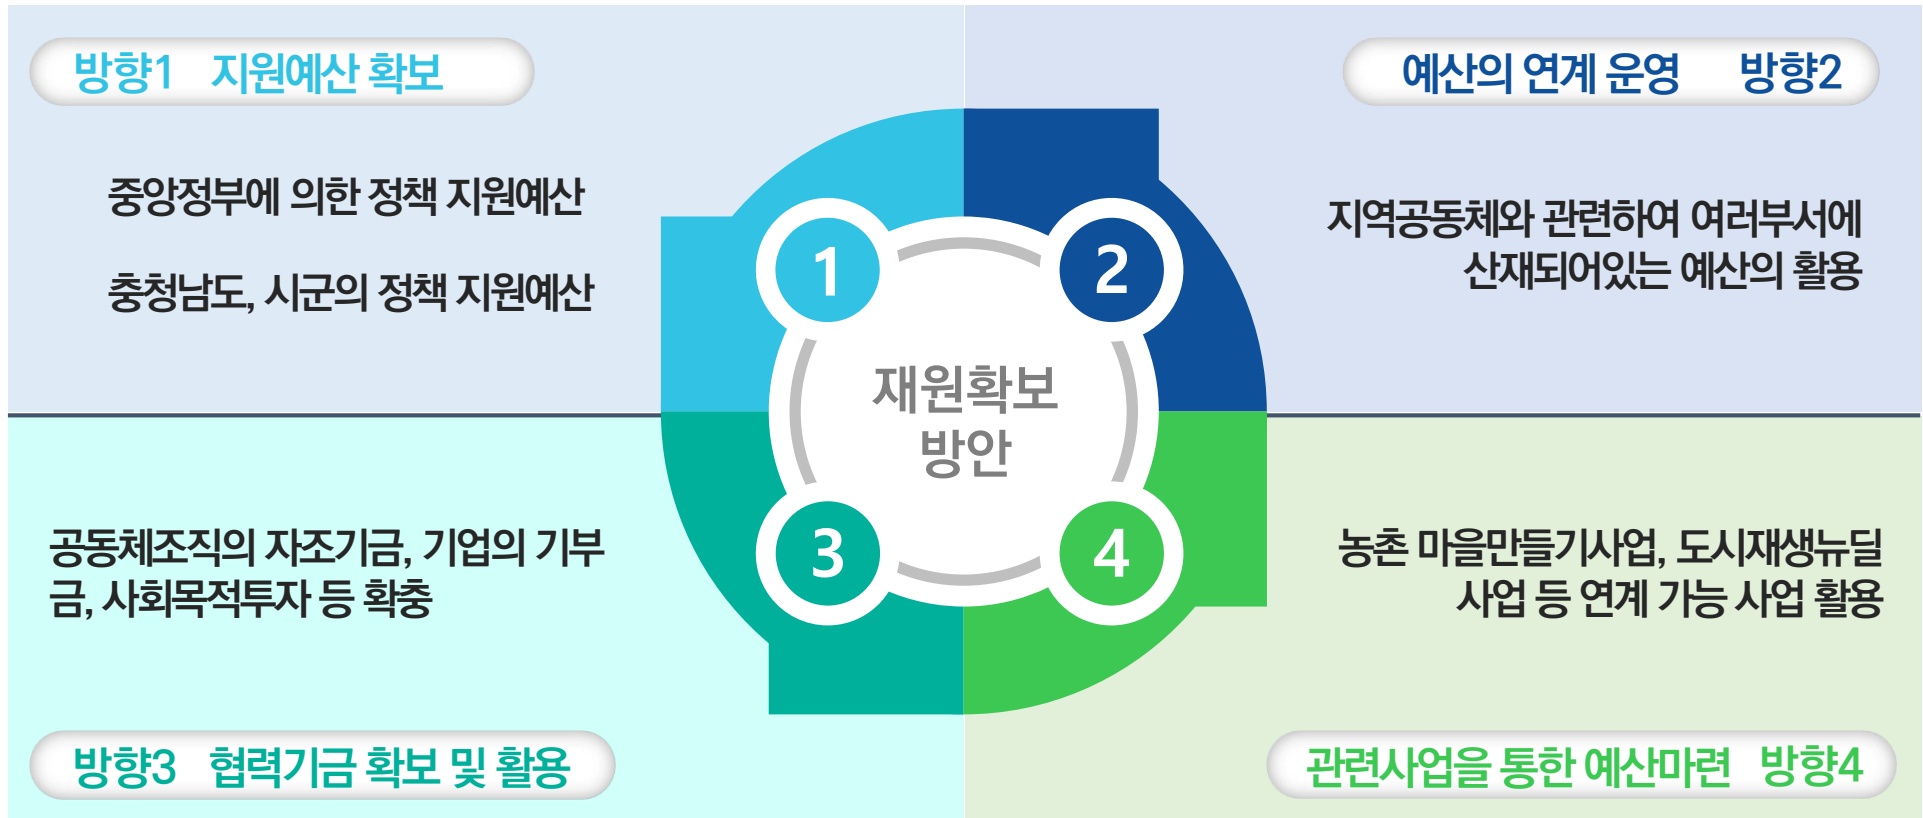 방향1 지원예산 확보
중앙정부에 의한 정책 지원예산
충청남도, 시군의 정책 지원예산
예산의 연계 운영 방향2
지역공동체와 관련하여 여러부서에
산재되어있는 예산의 활용
1
2
재원확보
방안
3
4
공동체조직의 자조기금, 기업의 기부
금, 사회목적투자 등 확충
방향3 협력기금 확보 및 활용
농촌 마을만들기사업, 도시재생뉴딜
사업 등 연계 가능 사업 활용
관련사업을 통한 예산마련 방향4